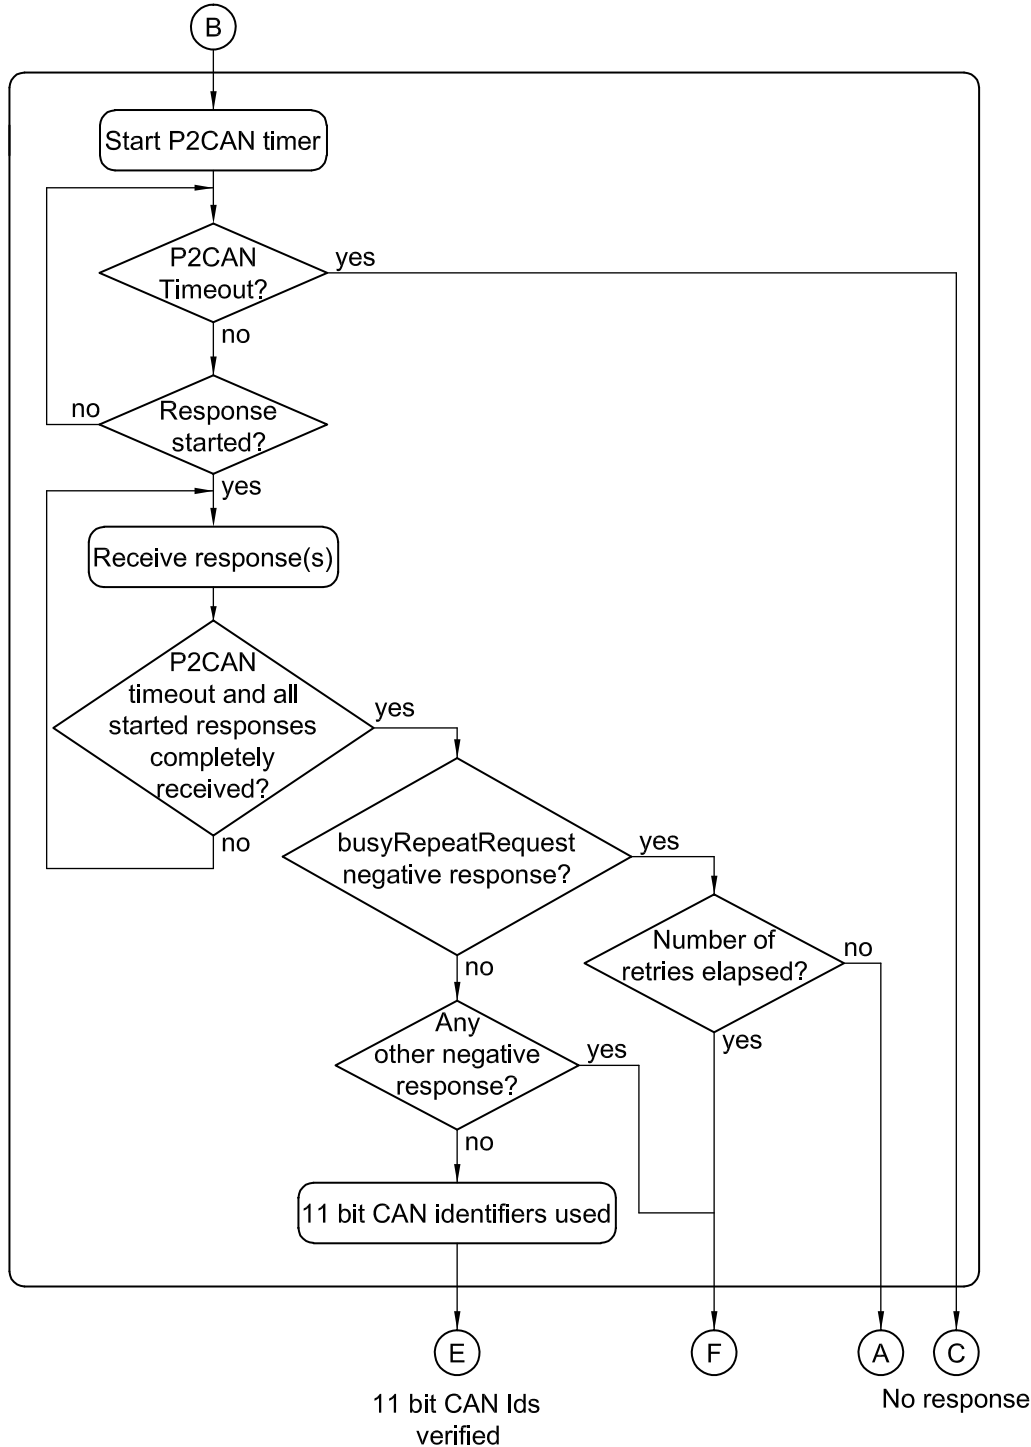 B
Start P2CAN timer
P2CAN
Timeout?
yes
no
Response
started?
no
yes
Receive response(s)
P2CAN
timeout and all
started responses
completely
received?
yes
no
busyRepeatRequest
negative response?
yes
no
Number of
retries elapsed?
no
yes
Any
other negative
response?
yes
no
11 bit CAN identifiers used
E
F
A
C
11 bit CAN Ids
verified
No response